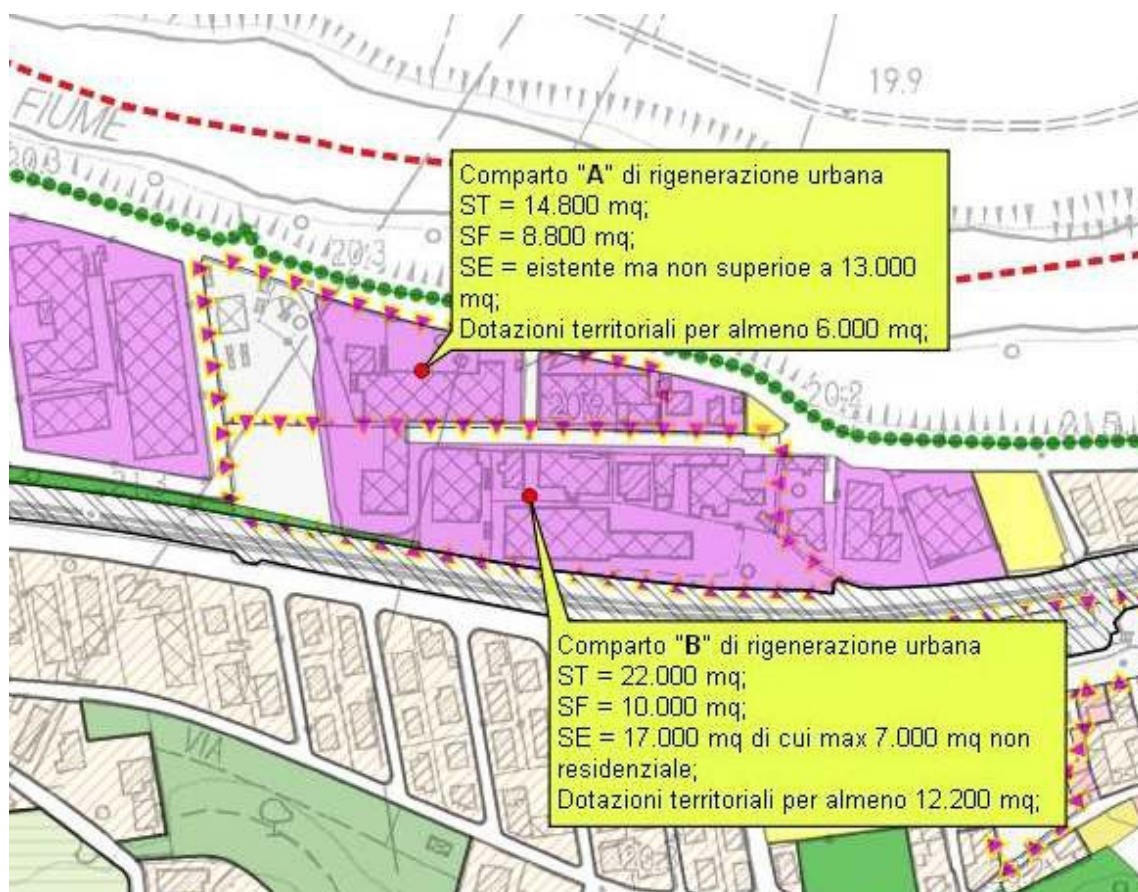 19.9
FIUME
20.3
Comparto "A" di rigenerazione urbana
ST = 14.800 mq;
SF = 8.800 mq;
SE = eistente ma non superioe a 13.000
mq;
Dotazioni territoriali per almeno 6.000 mq;
20.3
20.2
21.5
Comparto "B" di rigenerazione urbana
ST = 22.000 mq;
SF = 10.000 mq;
SE = 17.000 mq di cui max 7.000 mq non
residenziale;
Dotazioni territoriali per almeno 12.200 mq;
VIA